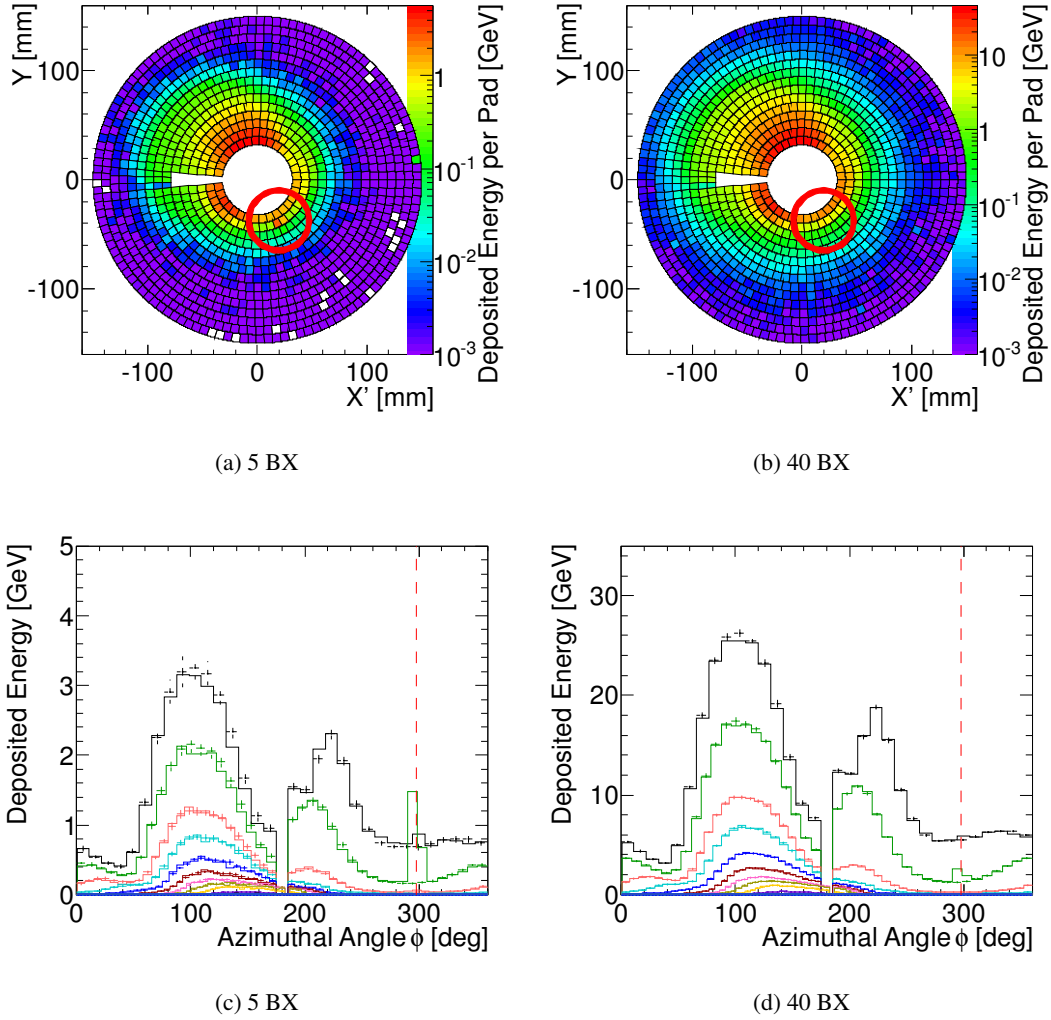 Y [mm]
100
0
-100
-100 0 100
X' [mm]
1
10^-1
10^-2
10^-3
Deposited Energy per Pad [GeV]
(a) 5 BX
Y [mm]
100
0
-100
-100 0 100
X' [mm]
10
1
10^-1
10^-2
10^-3
Deposited Energy per Pad [GeV]
(b) 40 BX
Deposited Energy [GeV]
5
4
3
2
1
0
0 100 200 300
Azimuthal Angle ϕ [deg]
(c) 5 BX
Deposited Energy [GeV]
30
20
10
0
0 100 200 300
Azimuthal Angle ϕ [deg]
(d) 40 BX